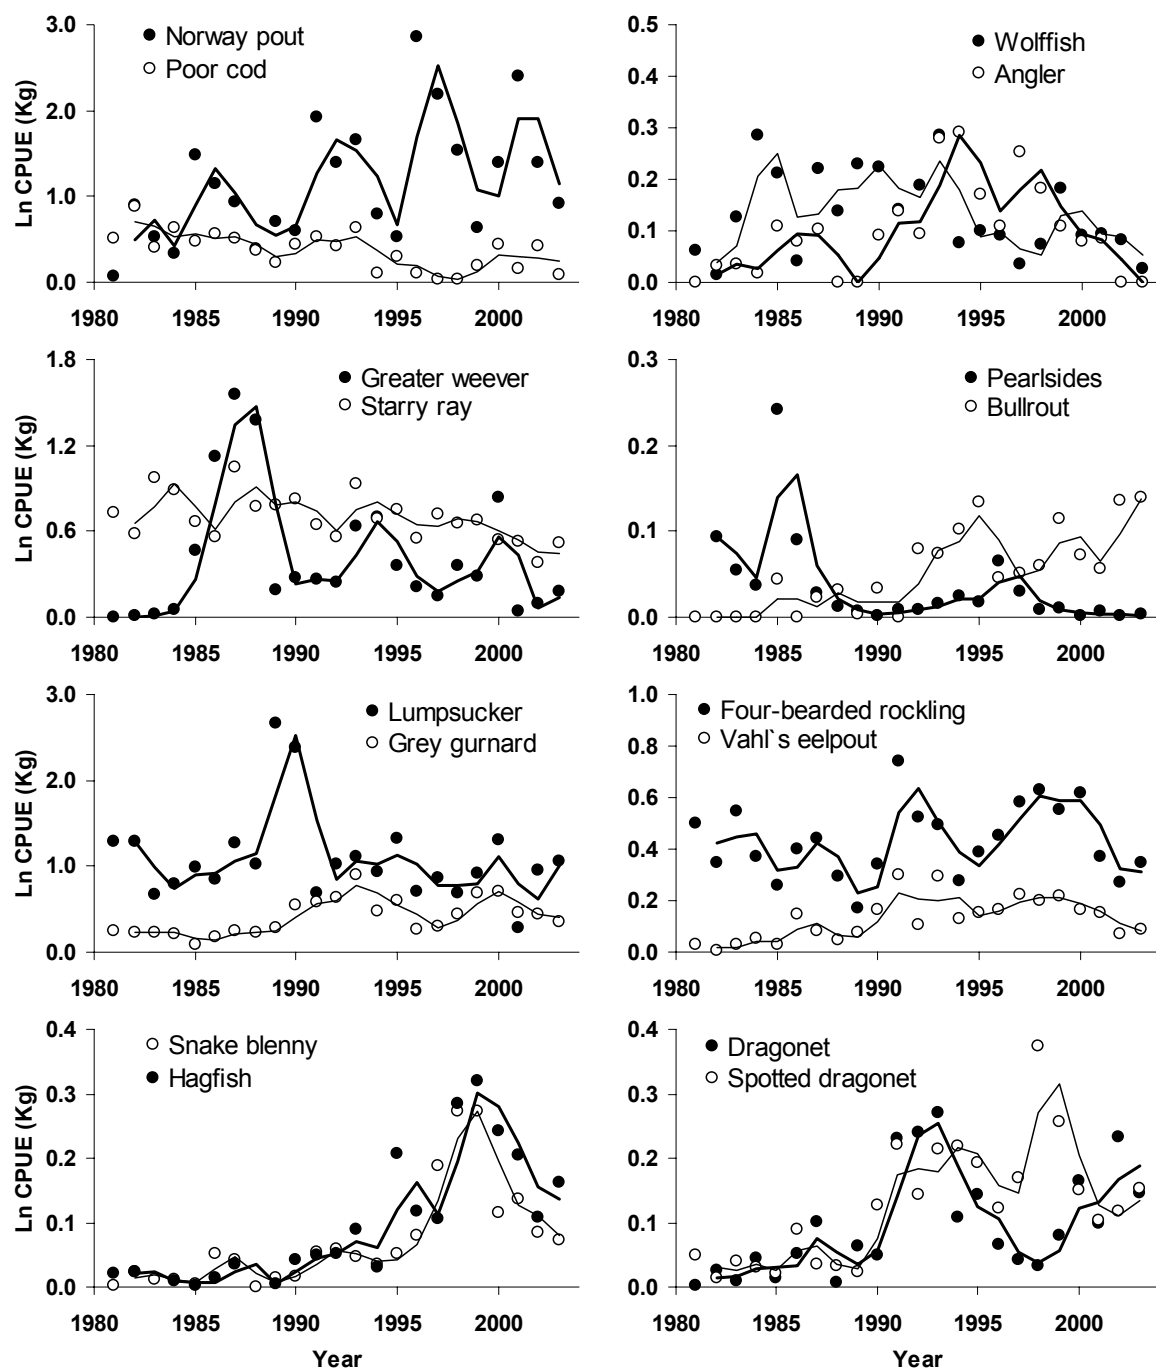 3.0
2.0
1.0
0.0
Ln CPUE (Kg)
Norway pout
Poor cod
1980 1985 1990 1995 2000
0.5
0.4
0.3
0.2
0.1
0.0
Wolffish
Angler
1980 1985 1990 1995 2000
1.8
1.2
0.6
0.0
Ln CPUE (Kg)
Greater weever
Starry ray
1980 1985 1990 1995 2000
0.3
0.2
0.1
0.0
Pearlsides
Bullrout
1980 1985 1990 1995 2000
3.0
2.0
1.0
0.0
Ln CPUE (Kg)
Lumpsucker
Grey gurnard
1980 1985 1990 1995 2000
1.0
0.8
0.6
0.4
0.2
0.0
Four-bearded rockling
Vahl`s eelpout
1980 1985 1990 1995 2000
0.4
0.3
0.2
0.1
0.0
Ln CPUE (Kg)
Snake blenny
Hagfish
1980 1985 1990 1995 2000
Year
0.4
0.3
0.2
0.1
0.0
Dragonet
Spotted dragonet
1980 1985 1990 1995 2000
Year